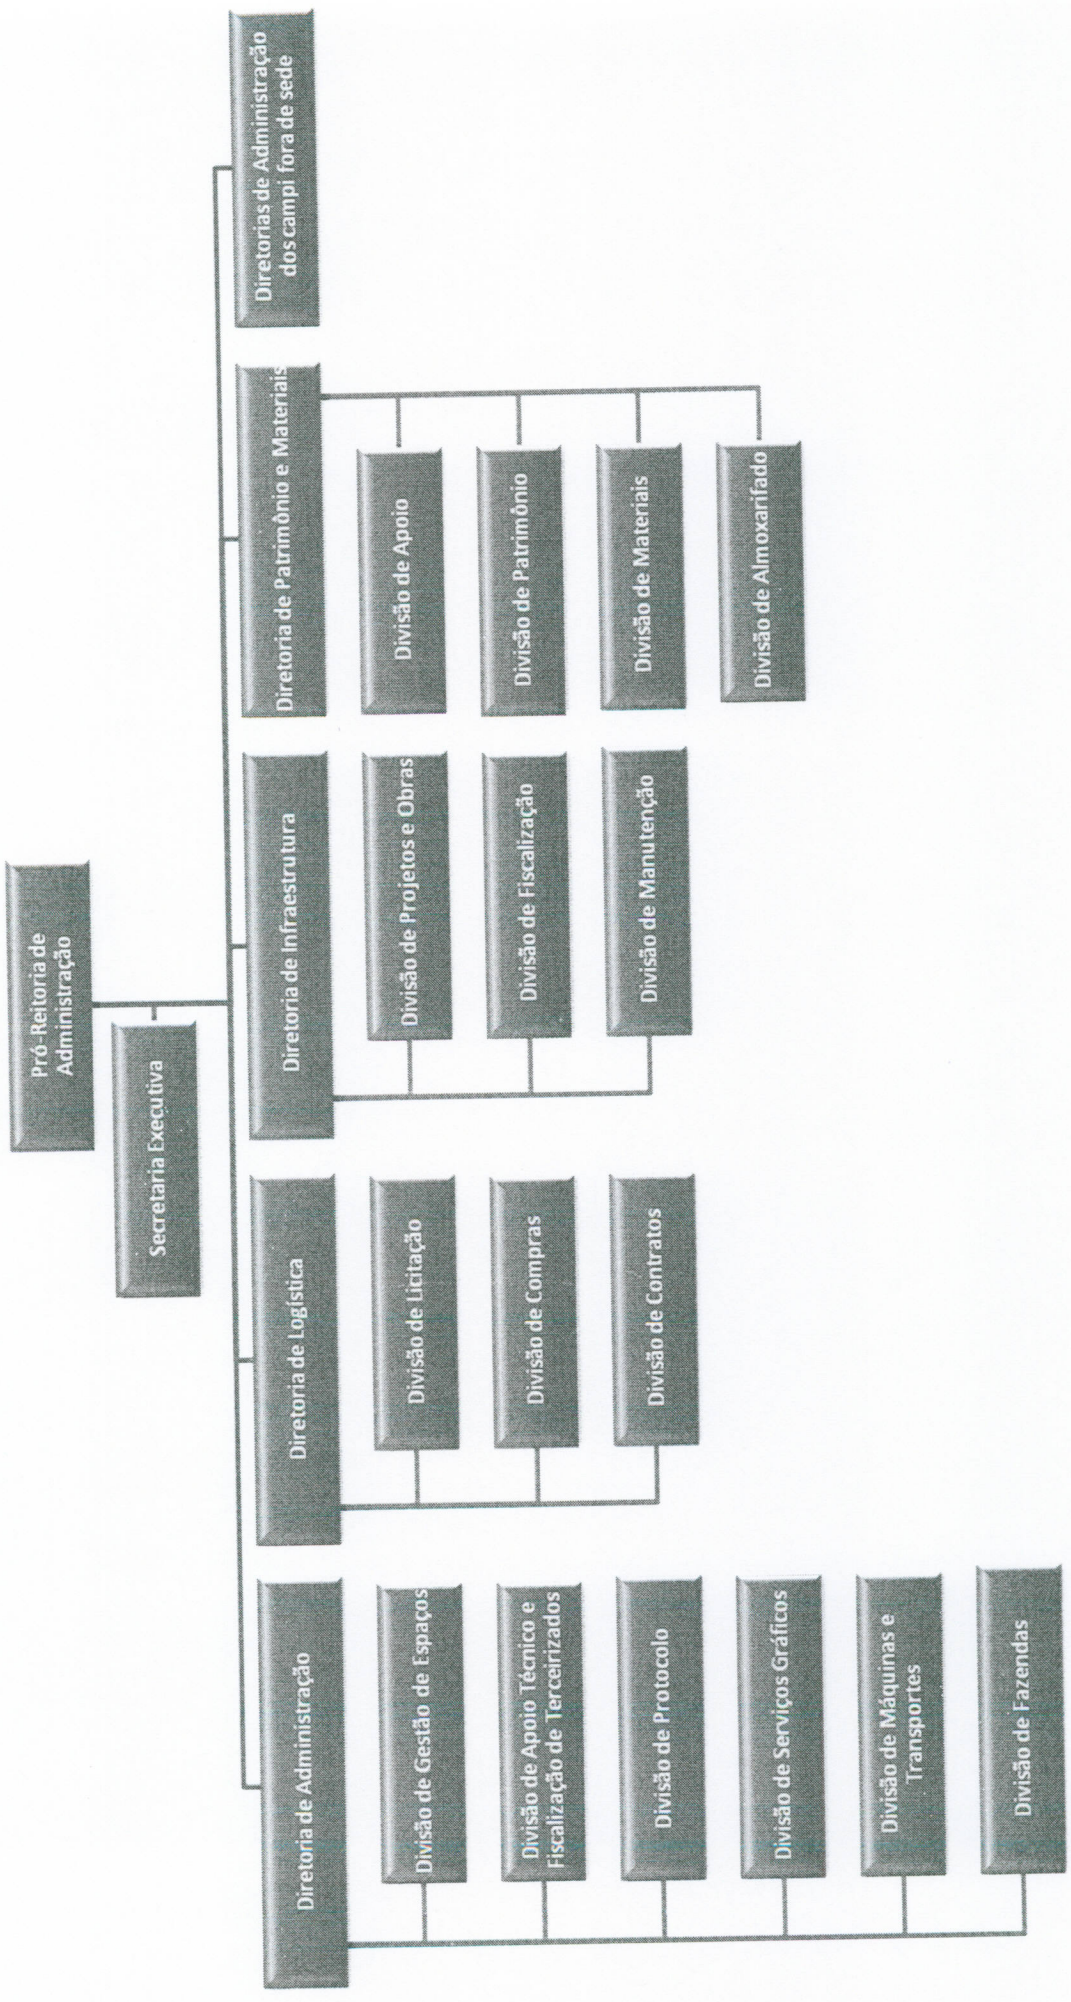 Pró-Reitoria de
Administração
Secretaria Executiva
Diretoria de Administração
Divisão de Gestão de Espaços
Divisão de Apoio Técnico e
Fiscalização de Terceirizados
Divisão de Protocolo
Divisão de Serviços Gráficos
Divisão de Máquinas e
Transportes
Divisão de Fazendas
Diretoria de Logística
Divisão de Licitação
Divisão de Compras
Divisão de Contratos
Diretoria de Infraestrutura
Divisão de Projetos e Obras
Divisão de Fiscalização
Divisão de Manutenção
Diretoria de Patrimônio e Materiais
Divisão de Apoio
Divisão de Patrimônio
Divisão de Materiais
Divisão de Almoxarifado
Diretorias de Administração
dos campi fora de sede